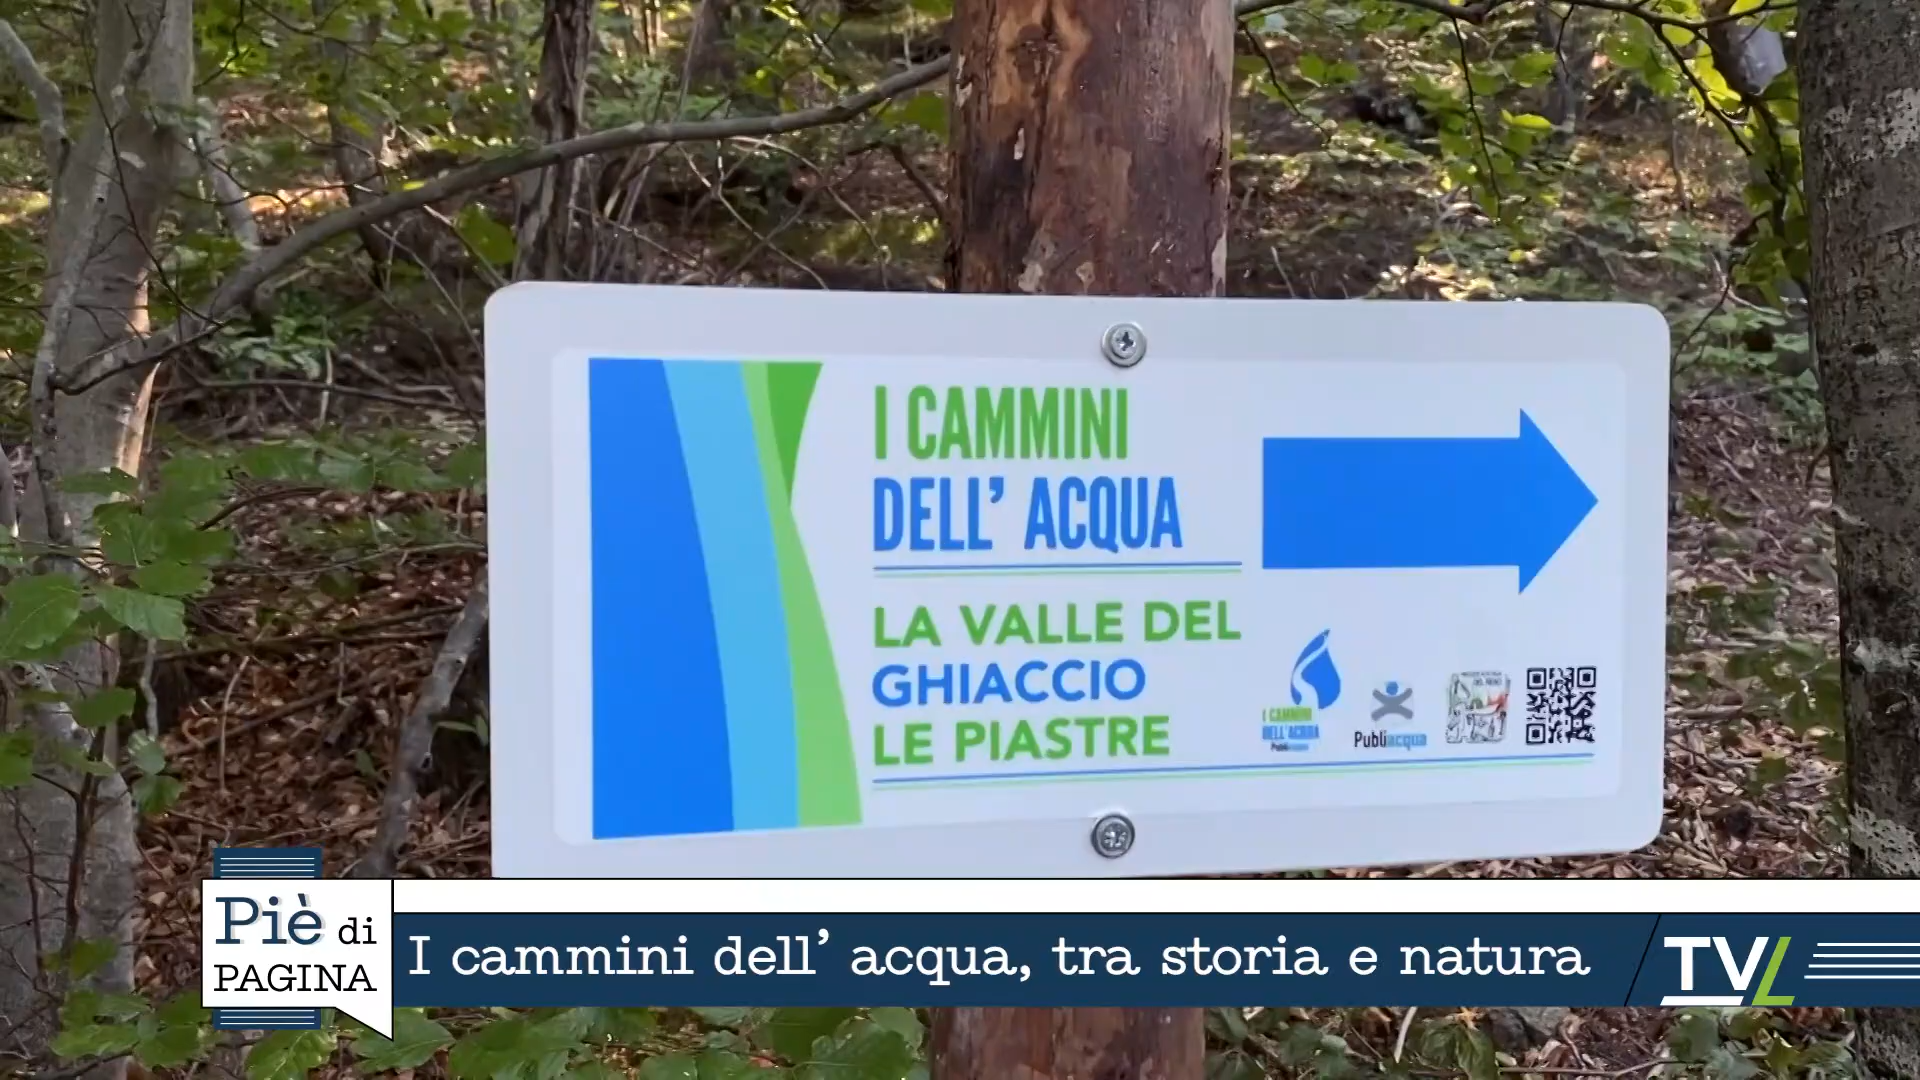 I CAMMINI
DELL' ACQUA
LA VALLE DEL
GHIACCIO
LE PIASTRE
I CAMMINI
DELL'ACQUA
Publiacqua
Publiacqua
Piè di
PAGINA
I cammini dell' acqua, tra storia e natura
TVL